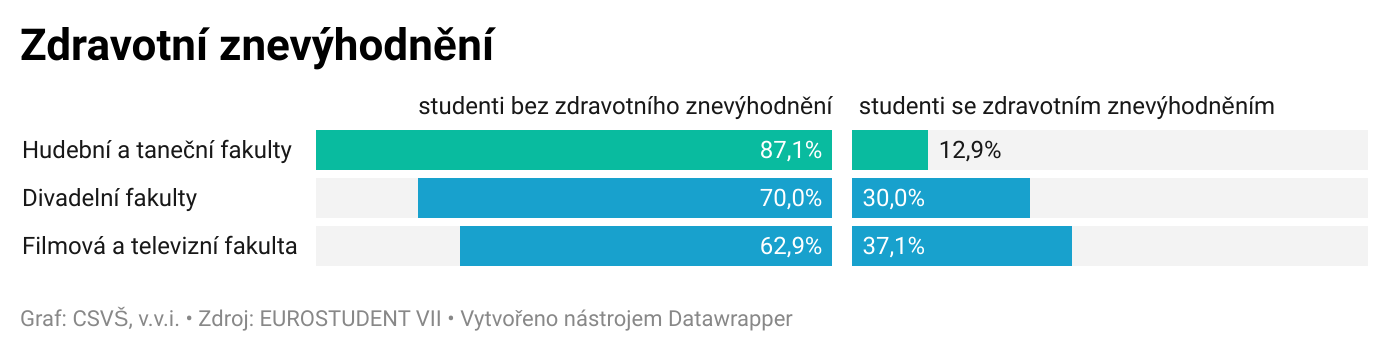 Zdravotní znevýhodnění
studenti bez zdravotního znevýhodnění studenti se zdravotním znevýhodněním
Hudební a taneční fakulty 87,1% 12,9%
Divadelní fakulty 70,0% 30,0%
Filmová a televizní fakulta 62,9% 37,1%
Graf: CSVŠ, v.v.i. • Zdroj: EUROSTUDENT VII • Vytvořeno nástrojem Datawrapper